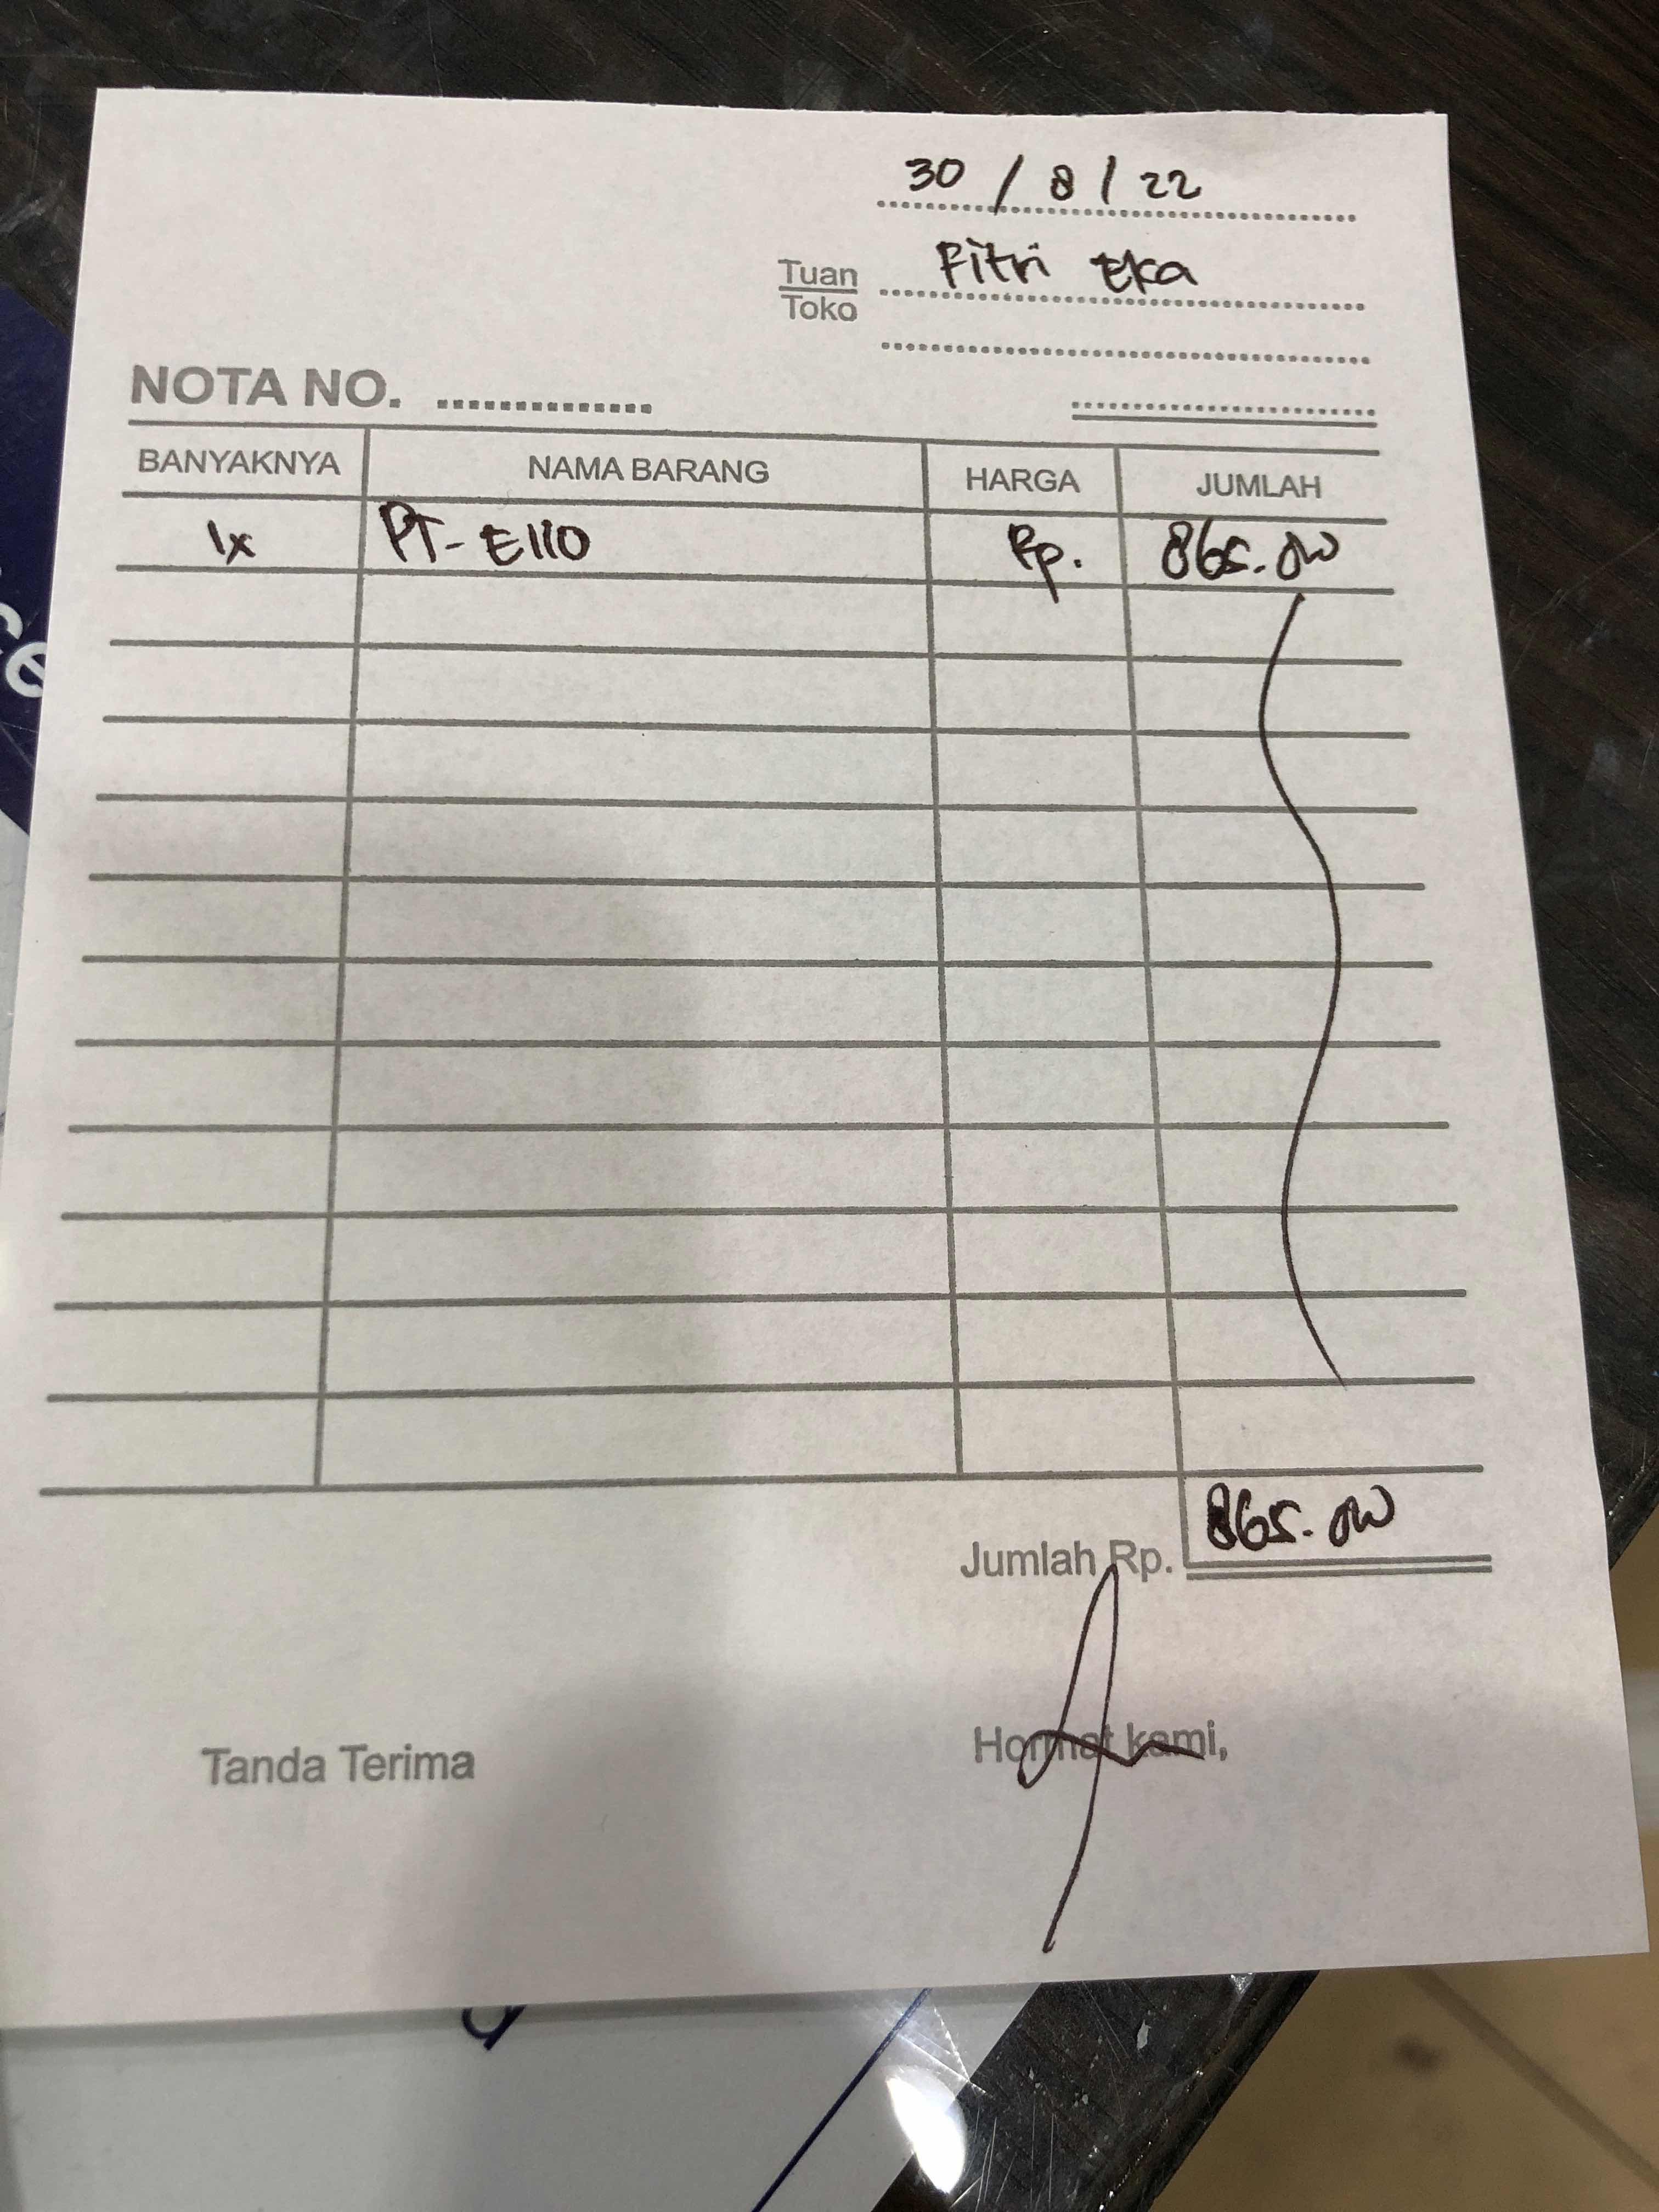 30 / 8 / 22
Tuan Fitri Eka
Toko
NOTA NO. ..............
BANYAKNYA NAMA BARANG HARGA JUMLAH
1x PT-E110 Rp. 865.000
Jumlah Rp. 865.000
Tanda Terima Hormat kami,